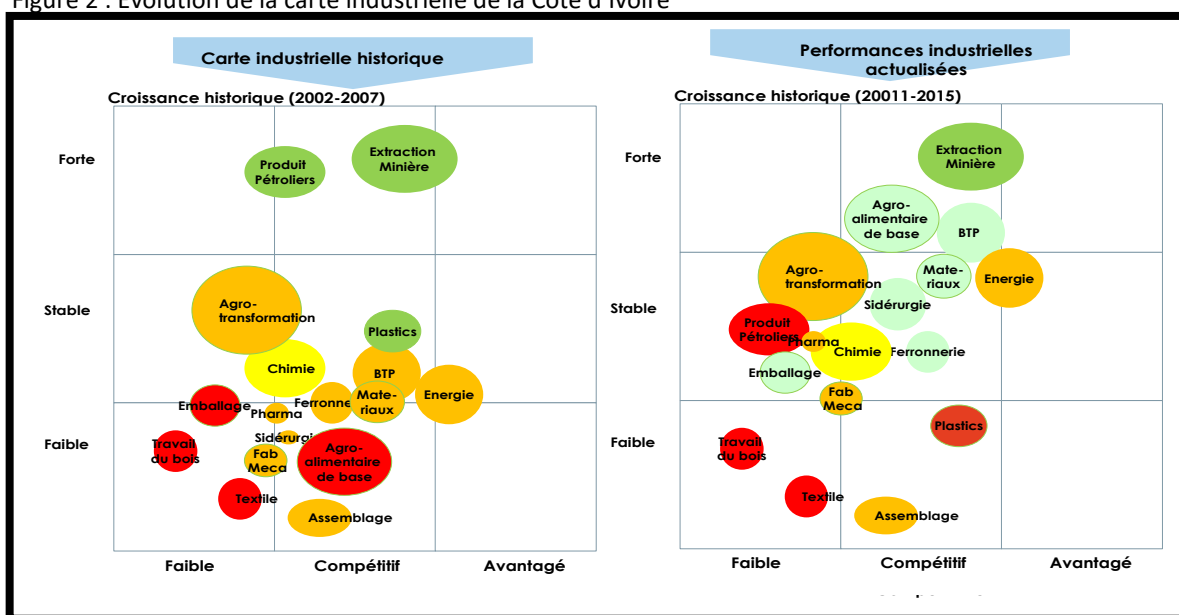 Figure 2 : Evolution de la carte industrielle de la Côte d'Ivoire
Carte industrielle historique
Croissance historique (2002-2007)
Forte
Produit
Pétroliers
Extraction
Minière
Stable
Agro-
transformation
Plastics
Chimie
BTP
Energie
Mate-
riaux
Ferronne
Emballage
Pharma
Faible
Sidérurgi
Travail
du bois
Fab
Meca
Agro-
alimentaire
de base
Textile
Assemblage
Faible
Compétitif
Avantagé
Performances industrielles
actualisées
Croissance historique (20011-2015)
Forte
Extraction
Minière
Agro-
alimentaire
de base
BTP
Stable
Agro-
transformation
Mate-
riaux
Energie
Sidérurgie
Produit
Pétroliers
Pharma
Chimie
Ferronnerie
Emballage
Fab
Meca
Faible
Plastics
Travail
du bois
Textile
Assemblage
Faible
Compétitif
Avantagé